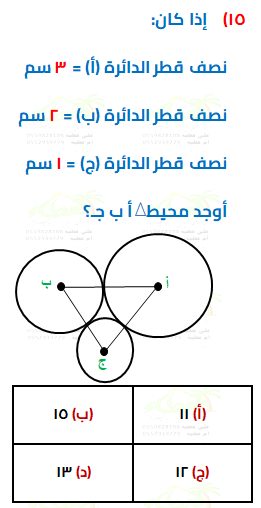 ١٥) إذا كان:
نصف قطر الدائرة (أ) = ٣ سم
نصف قطر الدائرة (ب) = ٢ سم
نصف قطر الدائرة (ج) = ١ سم
أوجد محيط△ أ ب جـ؟
ب
أ
ج
(أ) ١١
(ب) ١٥
(ج) ١٢
(د) ١٣